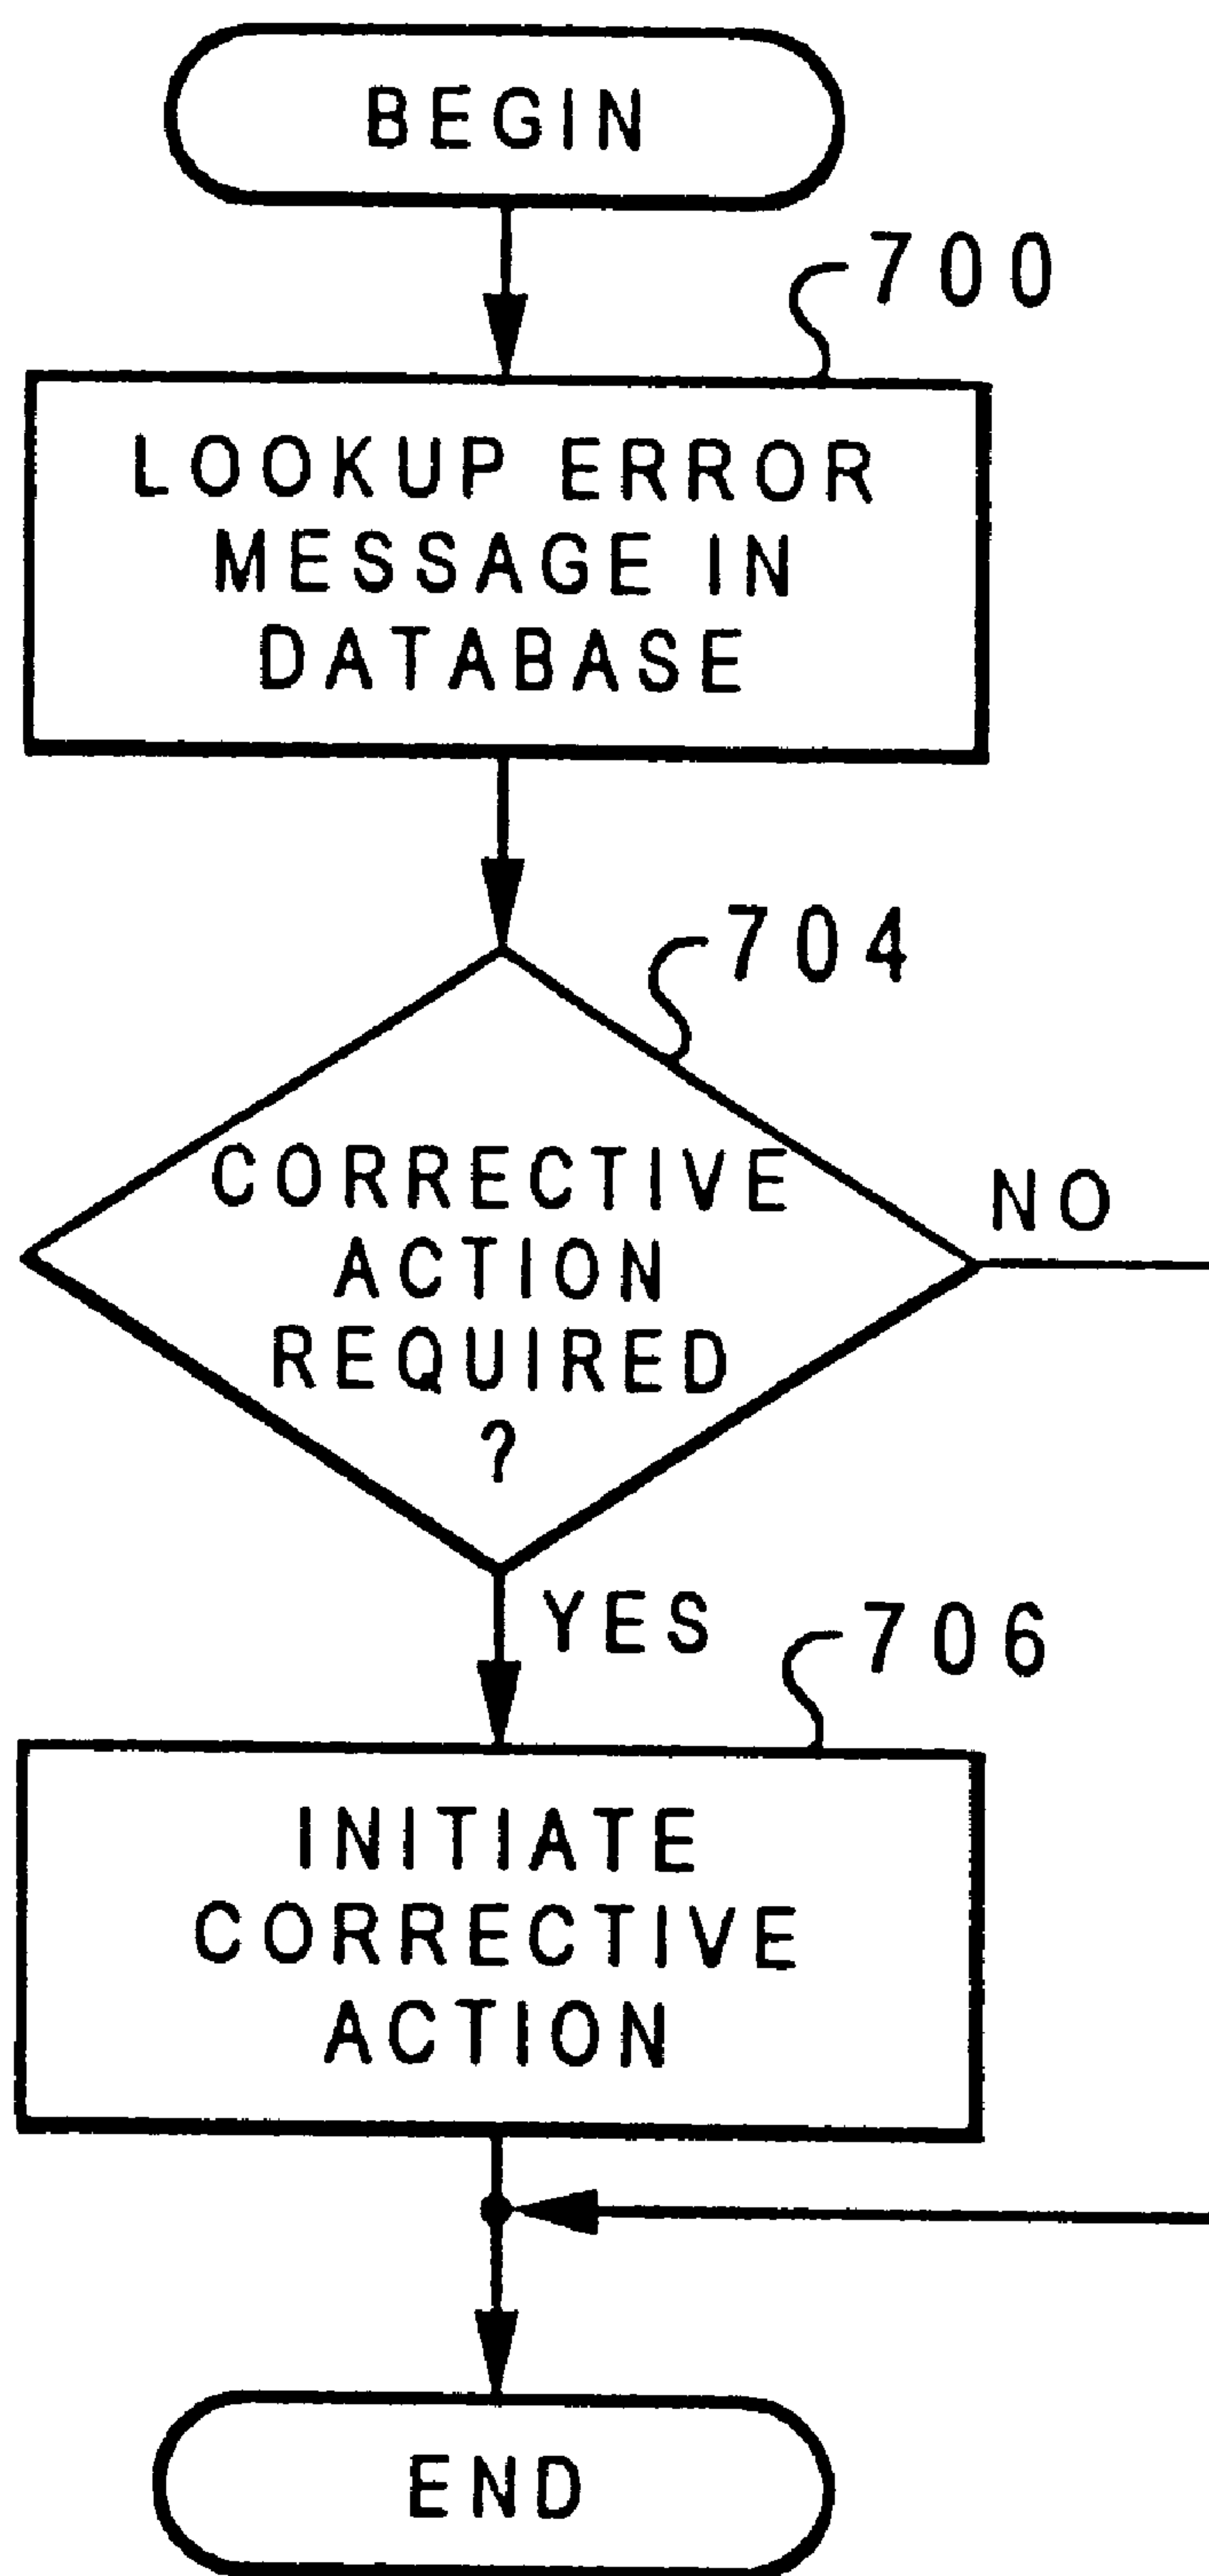 BEGIN
700
LOOKUP ERROR
MESSAGE IN
DATABASE
704
CORRECTIVE
ACTION
REQUIRED
?
NO
YES
706
INITIATE
CORRECTIVE
ACTION
END